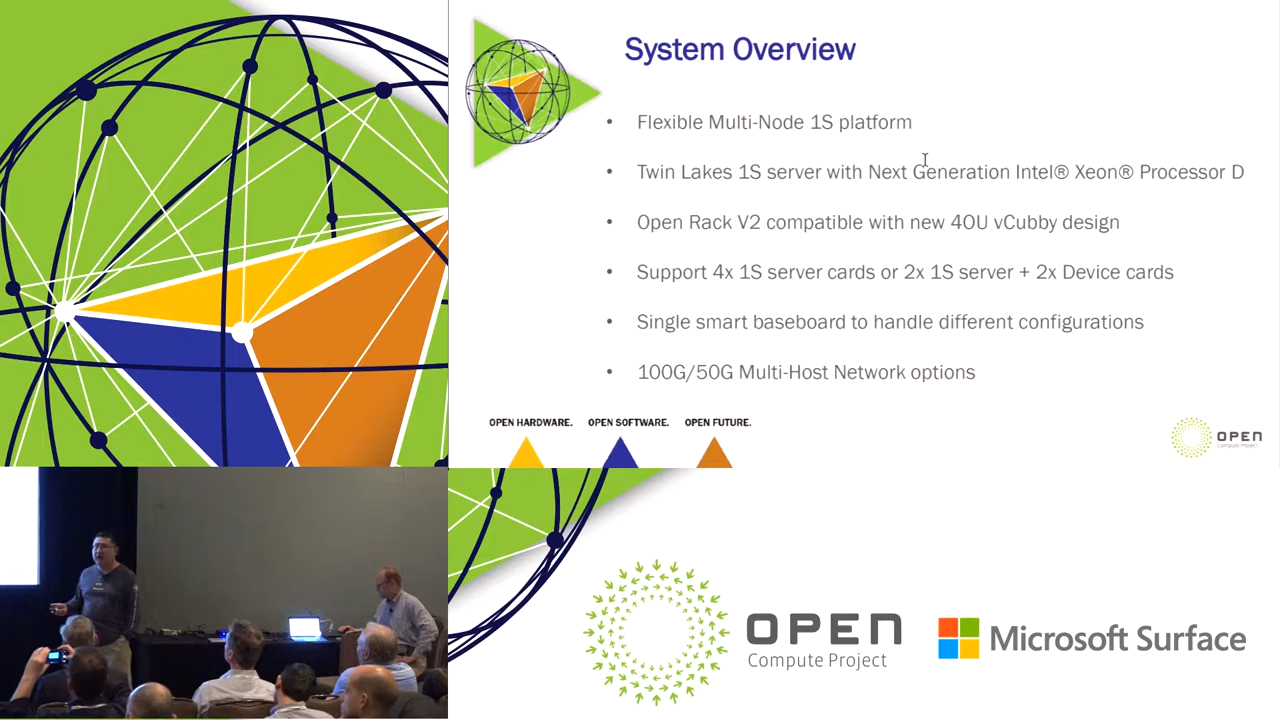 System Overview
• Flexible Multi-Node 1S platform
• Twin Lakes 1S server with Next Generation Intel® Xeon® Processor D
• Open Rack V2 compatible with new 4OU vCubby design
• Support 4x 1S server cards or 2x 1S server + 2x Device cards
• Single smart baseboard to handle different configurations
• 100G/50G Multi-Host Network options
OPEN HARDWARE. OPEN SOFTWARE. OPEN FUTURE.
OPEN
Compute Project
OPEN
Compute Project
Microsoft Surface